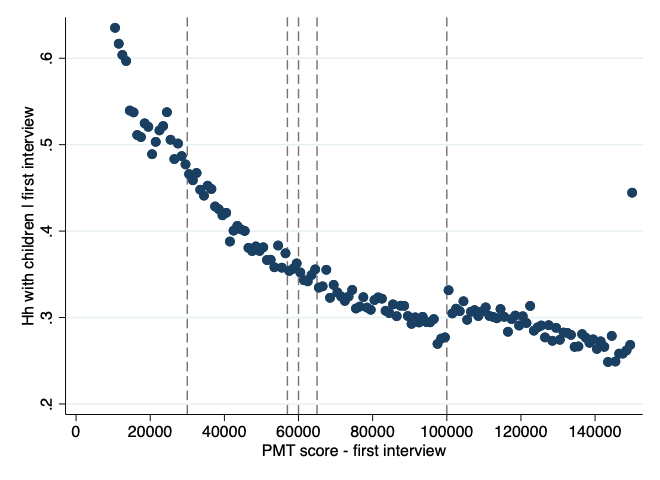 Hh with children | first interview
.6
.5
.4
.3
.2
0 20000 40000 60000 80000 100000 120000 140000
PMT score - first interview